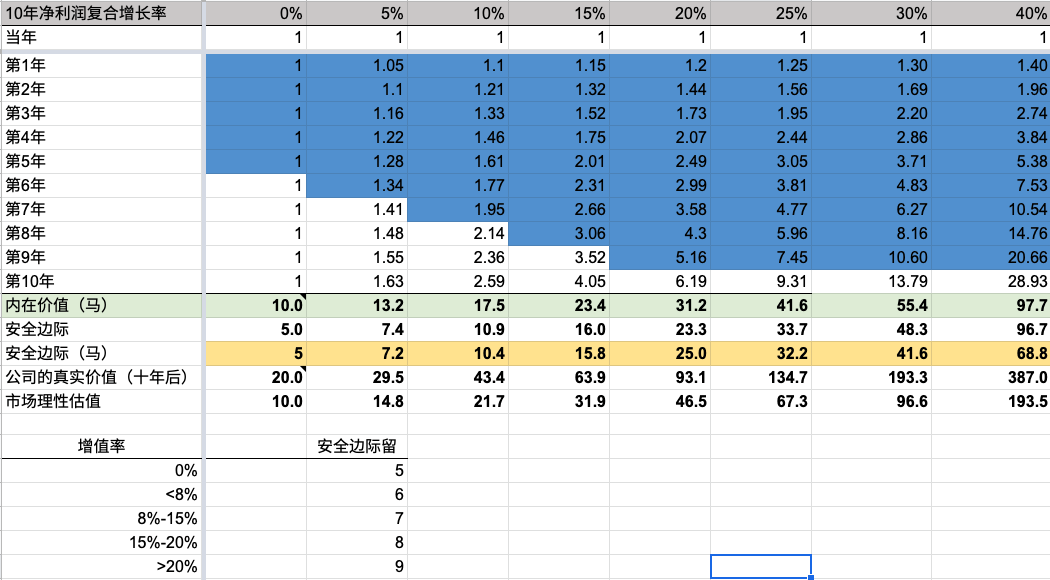 10年净利润复合增长率 0% 5% 10% 15% 20% 25% 30% 40%
当年 1 1 1 1 1 1 1 1
第1年 1 1.05 1.1 1.15 1.2 1.25 1.30 1.40
第2年 1 1.1 1.21 1.32 1.44 1.56 1.69 1.96
第3年 1 1.16 1.33 1.52 1.73 1.95 2.20 2.74
第4年 1 1.22 1.46 1.75 2.07 2.44 2.86 3.84
第5年 1 1.28 1.61 2.01 2.49 3.05 3.71 5.38
第6年 1 1.34 1.77 2.31 2.99 3.81 4.83 7.53
第7年 1 1.41 1.95 2.66 3.58 4.77 6.27 10.54
第8年 1 1.48 2.14 3.06 4.3 5.96 8.16 14.76
第9年 1 1.55 2.36 3.52 5.16 7.45 10.60 20.66
第10年 1 1.63 2.59 4.05 6.19 9.31 13.79 28.93
内在价值（马） 10.0 13.2 17.5 23.4 31.2 41.6 55.4 97.7
安全边际 5.0 7.4 10.9 16.0 23.3 33.7 48.3 96.7
安全边际（马） 5 7.2 10.4 15.8 25.0 32.2 41.6 68.8
公司的真实价值（十年后） 20.0 29.5 43.4 63.9 93.1 134.7 193.3 387.0
市场理性估值 10.0 14.8 21.7 31.9 46.5 67.3 96.6 193.5
增值率 安全边际留
0% 5
<8% 6
8%-15% 7
15%-20% 8
>20% 9